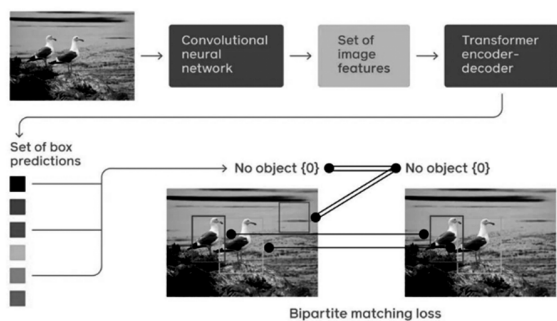 Convolutional
neural
network
Set of
image
features
Transformer
encoder-
decoder
Set of box
predictions
No object {0}
No object {0}
Bipartite matching loss